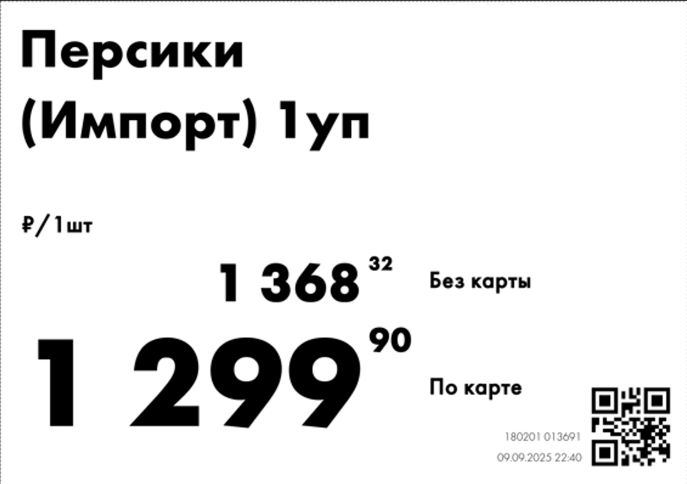 Персики
(Импорт) 1уп
₽/1шт
1 368 32 Без карты
1 299 90 По карте
180201 013691
09.09.2025 22:40